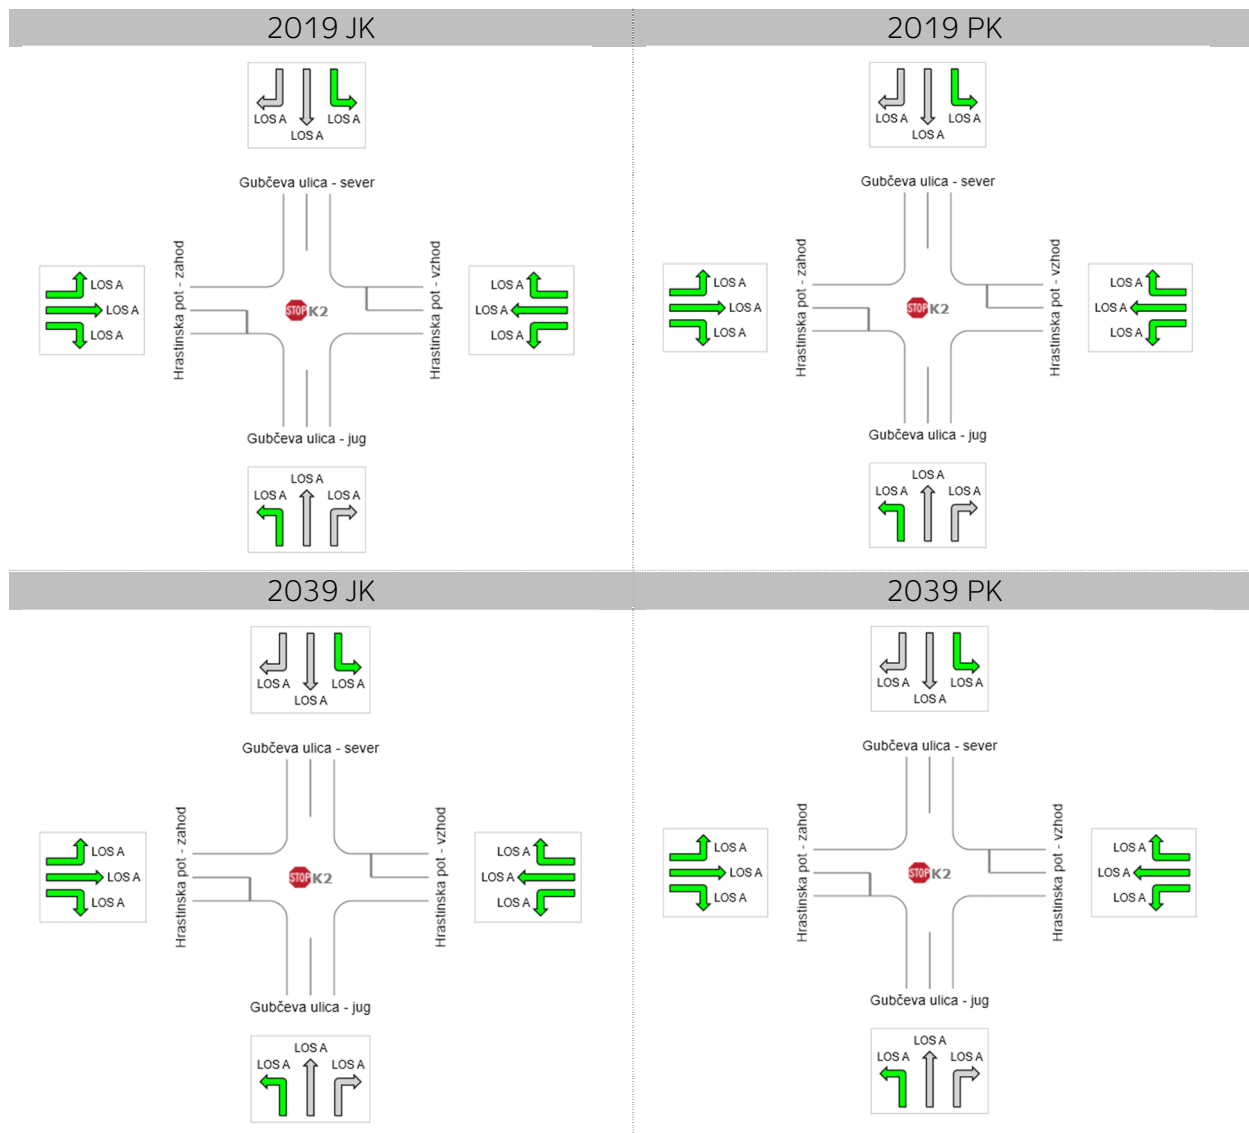 2019 JK
LOS A
LOS A
LOS A
Gubčeva ulica - sever
Hrastinska pot - zahod
Hrastinska pot - vzhod
LOS A
LOS A
LOS A
STOP K2
LOS A
LOS A
LOS A
Gubčeva ulica - jug
LOS A
LOS A
LOS A
2019 PK
LOS A
LOS A
LOS A
Gubčeva ulica - sever
Hrastinska pot - zahod
Hrastinska pot - vzhod
LOS A
LOS A
LOS A
STOP K2
LOS A
LOS A
LOS A
Gubčeva ulica - jug
LOS A
LOS A
LOS A
2039 JK
LOS A
LOS A
LOS A
Gubčeva ulica - sever
Hrastinska pot - zahod
Hrastinska pot - vzhod
LOS A
LOS A
LOS A
STOP K2
LOS A
LOS A
LOS A
Gubčeva ulica - jug
LOS A
LOS A
LOS A
2039 PK
LOS A
LOS A
LOS A
Gubčeva ulica - sever
Hrastinska pot - zahod
Hrastinska pot - vzhod
LOS A
LOS A
LOS A
STOP K2
LOS A
LOS A
LOS A
Gubčeva ulica - jug
LOS A
LOS A
LOS A